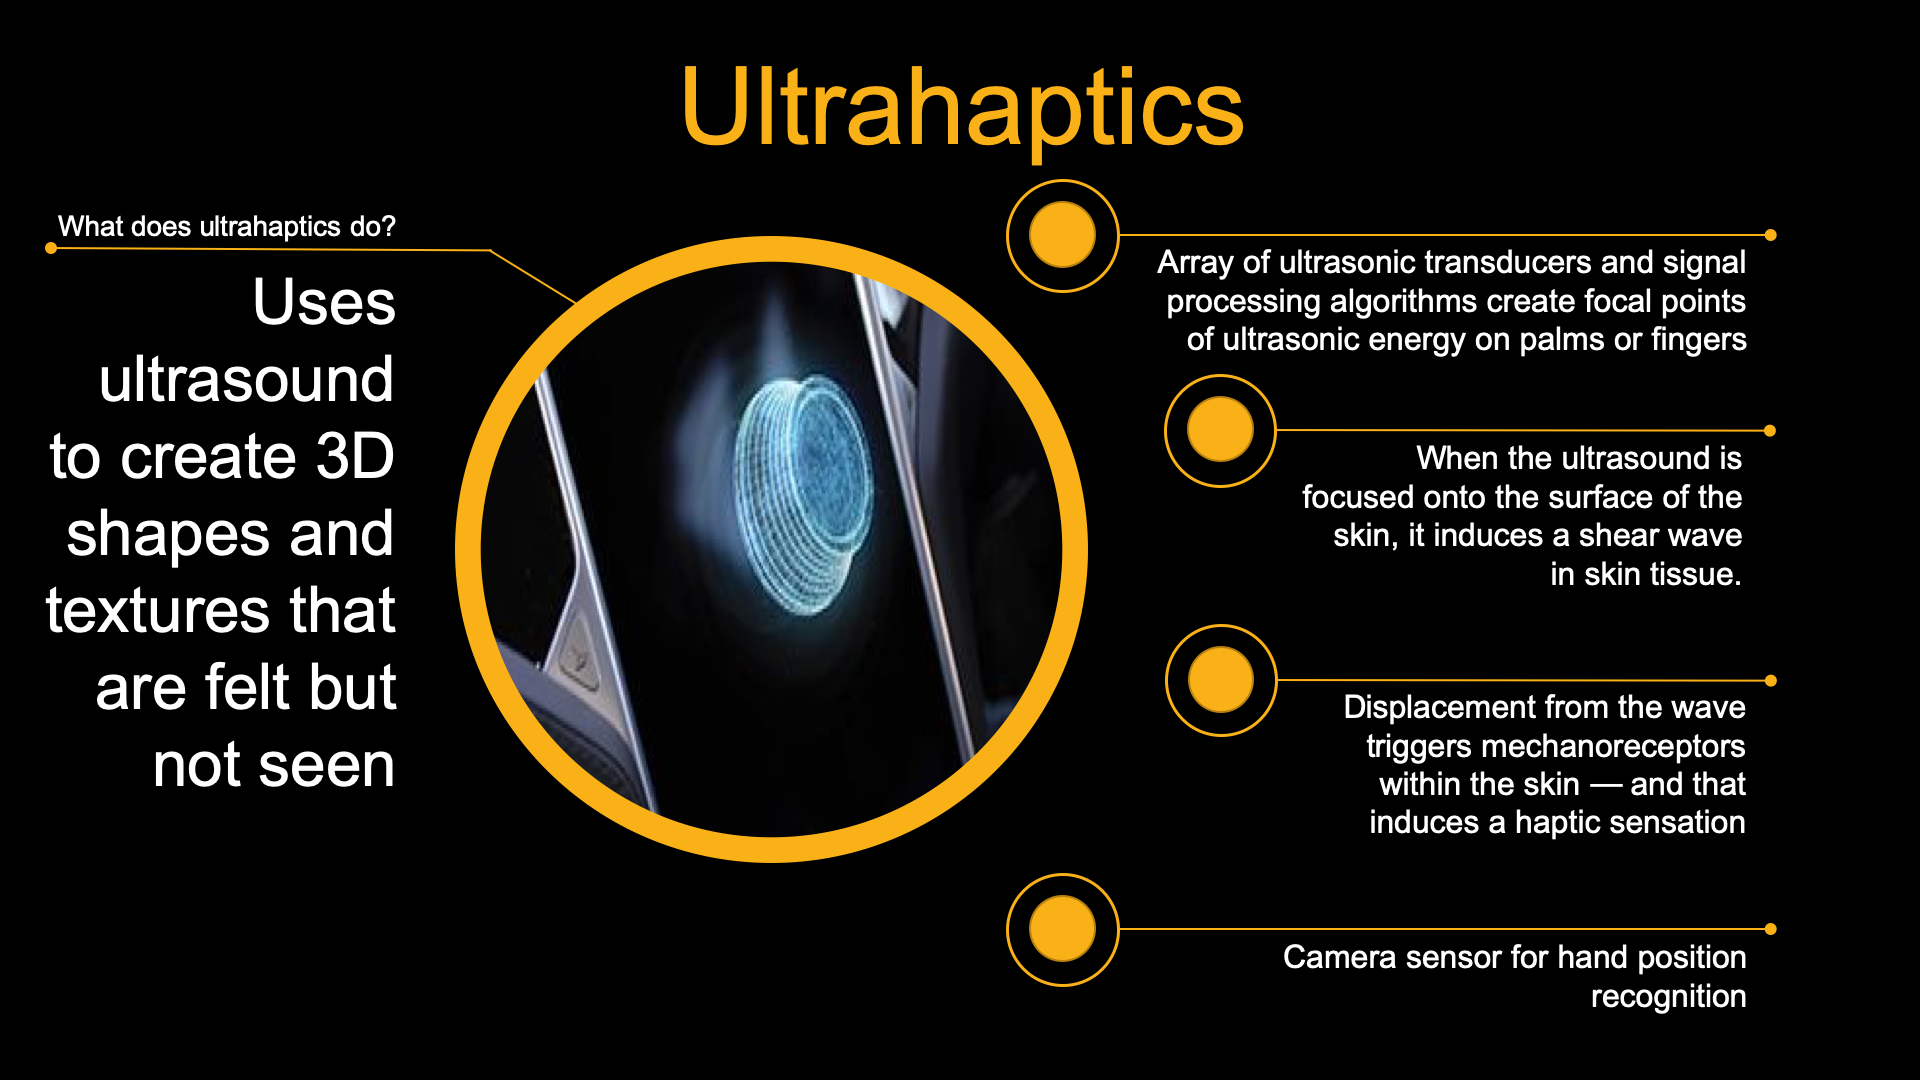 Ultrahaptics
What does ultrahaptics do?
Uses
ultrasound
to create 3D
shapes and
textures that
are felt but
not seen
Array of ultrasonic transducers and signal
processing algorithms create focal points
of ultrasonic energy on palms or fingers
When the ultrasound is
focused onto the surface of the
skin, it induces a shear wave
in skin tissue.
Displacement from the wave
triggers mechanoreceptors
within the skin — and that
induces a haptic sensation
Camera sensor for hand position
recognition